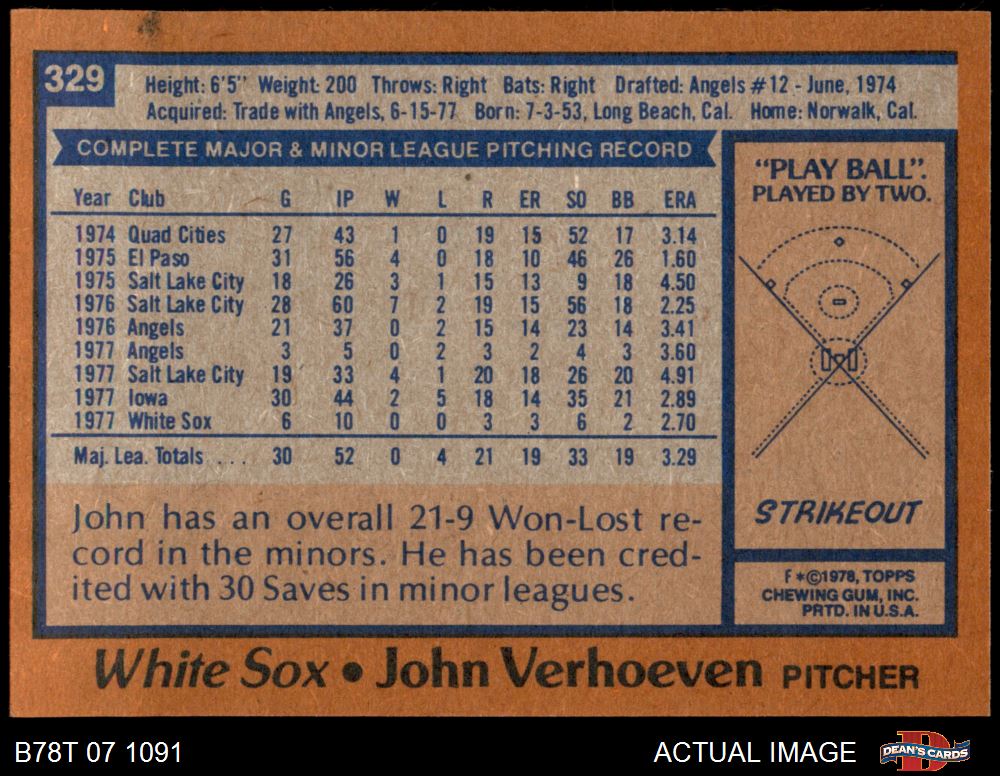 329
Height: 6'5" Weight: 200 Throws: Right Bats: Right Drafted: Angels #12 - June, 1974
Acquired: Trade with Angels, 6-15-77 Born: 7-3-53, Long Beach, Cal. Home: Norwalk, Cal.
COMPLETE MAJOR & MINOR LEAGUE PITCHING RECORD
Year Club G IP W L R ER SO BB ERA
1974 Quad Cities 27 43 1 0 19 15 52 17 3.14
1975 El Paso 31 56 4 0 18 10 46 26 1.60
1975 Salt Lake City 18 26 3 1 15 13 9 18 4.50
1976 Salt Lake City 28 60 7 2 19 15 56 18 2.25
1976 Angels 21 37 0 2 15 14 23 14 3.41
1977 Angels 3 5 0 2 3 2 4 3 3.60
1977 Salt Lake City 19 33 4 1 20 18 26 20 4.91
1977 Iowa 30 44 2 5 18 14 35 21 2.89
1977 White Sox 6 10 0 0 3 3 6 2 2.70
Maj. Lea. Totals . . . 30 52 0 4 21 19 33 19 3.29
John has an overall 21-9 Won-Lost re-
cord in the minors. He has been cred-
ited with 30 Saves in minor leagues.
"PLAY BALL":
PLAYED BY TWO.
STRIKEOUT
F*©1978, TOPPS
CHEWING GUM, INC.
PRTD. IN U.S.A.
White Sox • John Verhoeven PITCHER
B78T 07 1091
ACTUAL IMAGE
D
DEAN'S CARDS